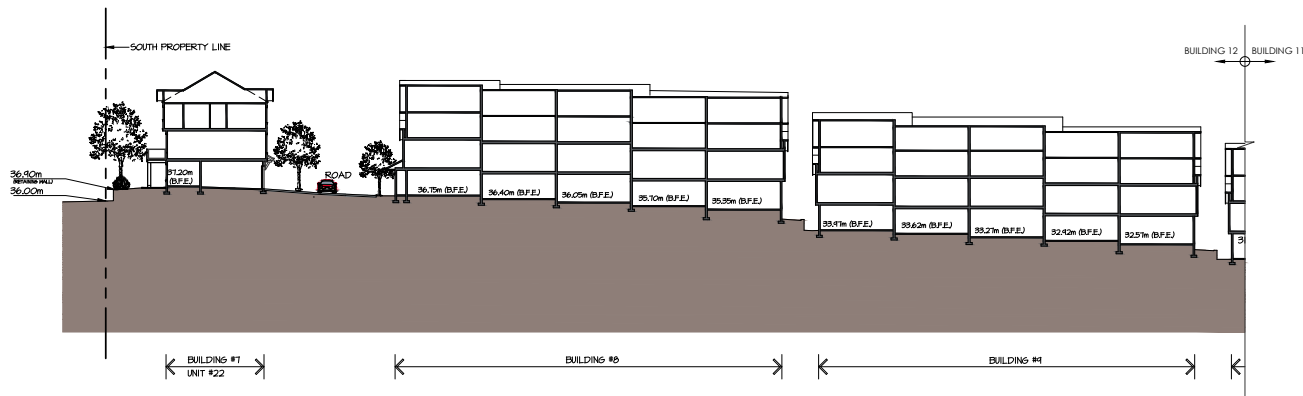 SOUTH PROPERTY LINE
BUILDING 12
BUILDING 11
36.90m
(RETAINING WALL)
36.00m
37.20m
(B.F.E.)
ROAD
36.75m (B.F.E.)
36.40m (B.F.E.)
36.05m (B.F.E.)
35.70m (B.F.E.)
35.35m (B.F.E.)
33.97m (B.F.E.)
33.62m (B.F.E.)
33.27m (B.F.E.)
32.92m (B.F.E.)
32.57m (B.F.E.)
BUILDING #7
UNIT #22
BUILDING #8
BUILDING #9